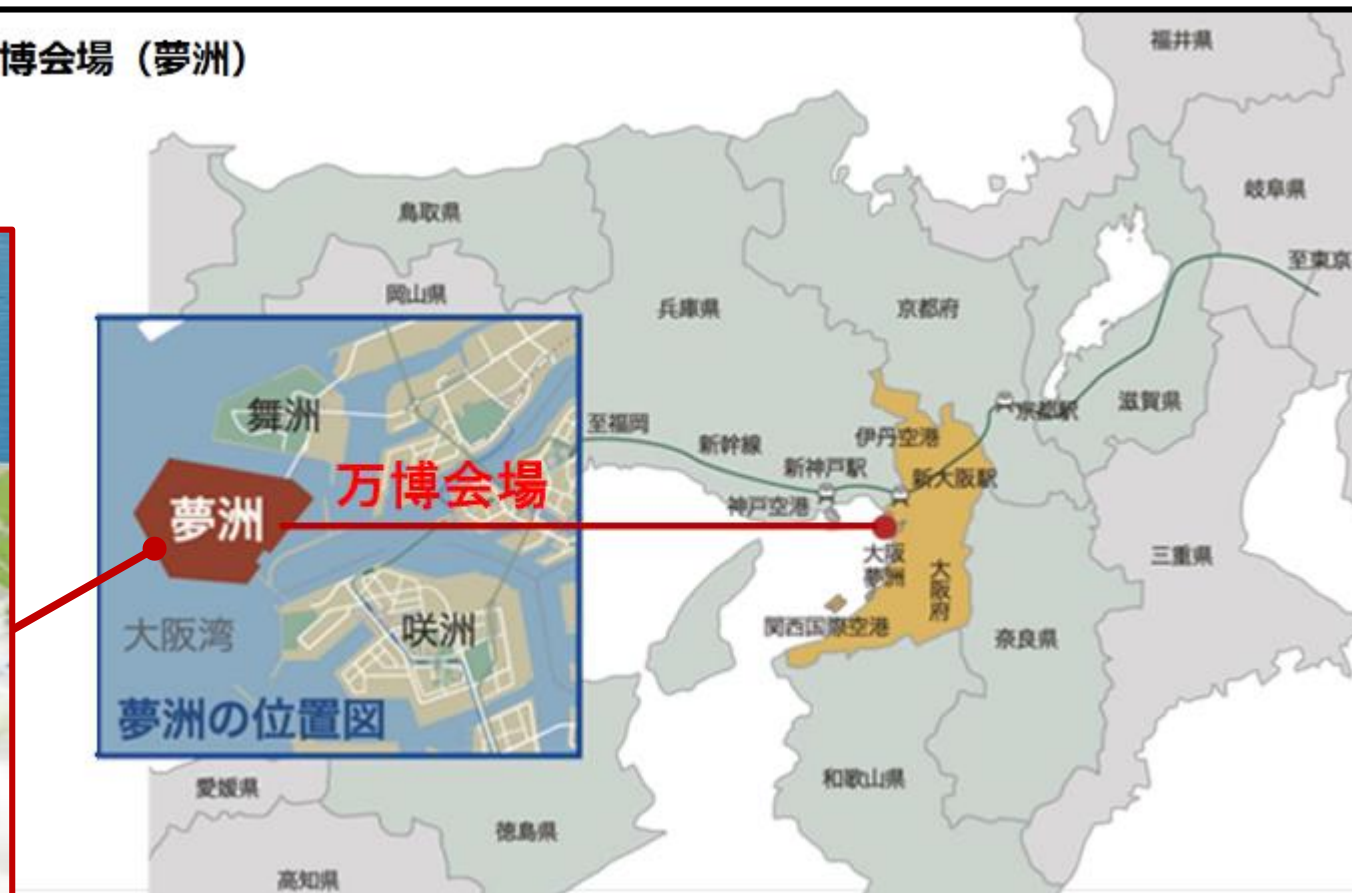 博会場（夢洲）
福井県
岐阜県
鳥取県
至東京
岡山県
兵庫県
京都府
舞洲
至福岡
京都駅
滋賀県
新幹線
伊丹空港
万博会場
新神戸駅
新大阪駅
夢洲
神戸空港
大阪
夢洲
大阪府
三重県
大阪湾
咲洲
関西国際空港
奈良県
夢洲の位置図
愛媛県
和歌山県
徳島県
高知県